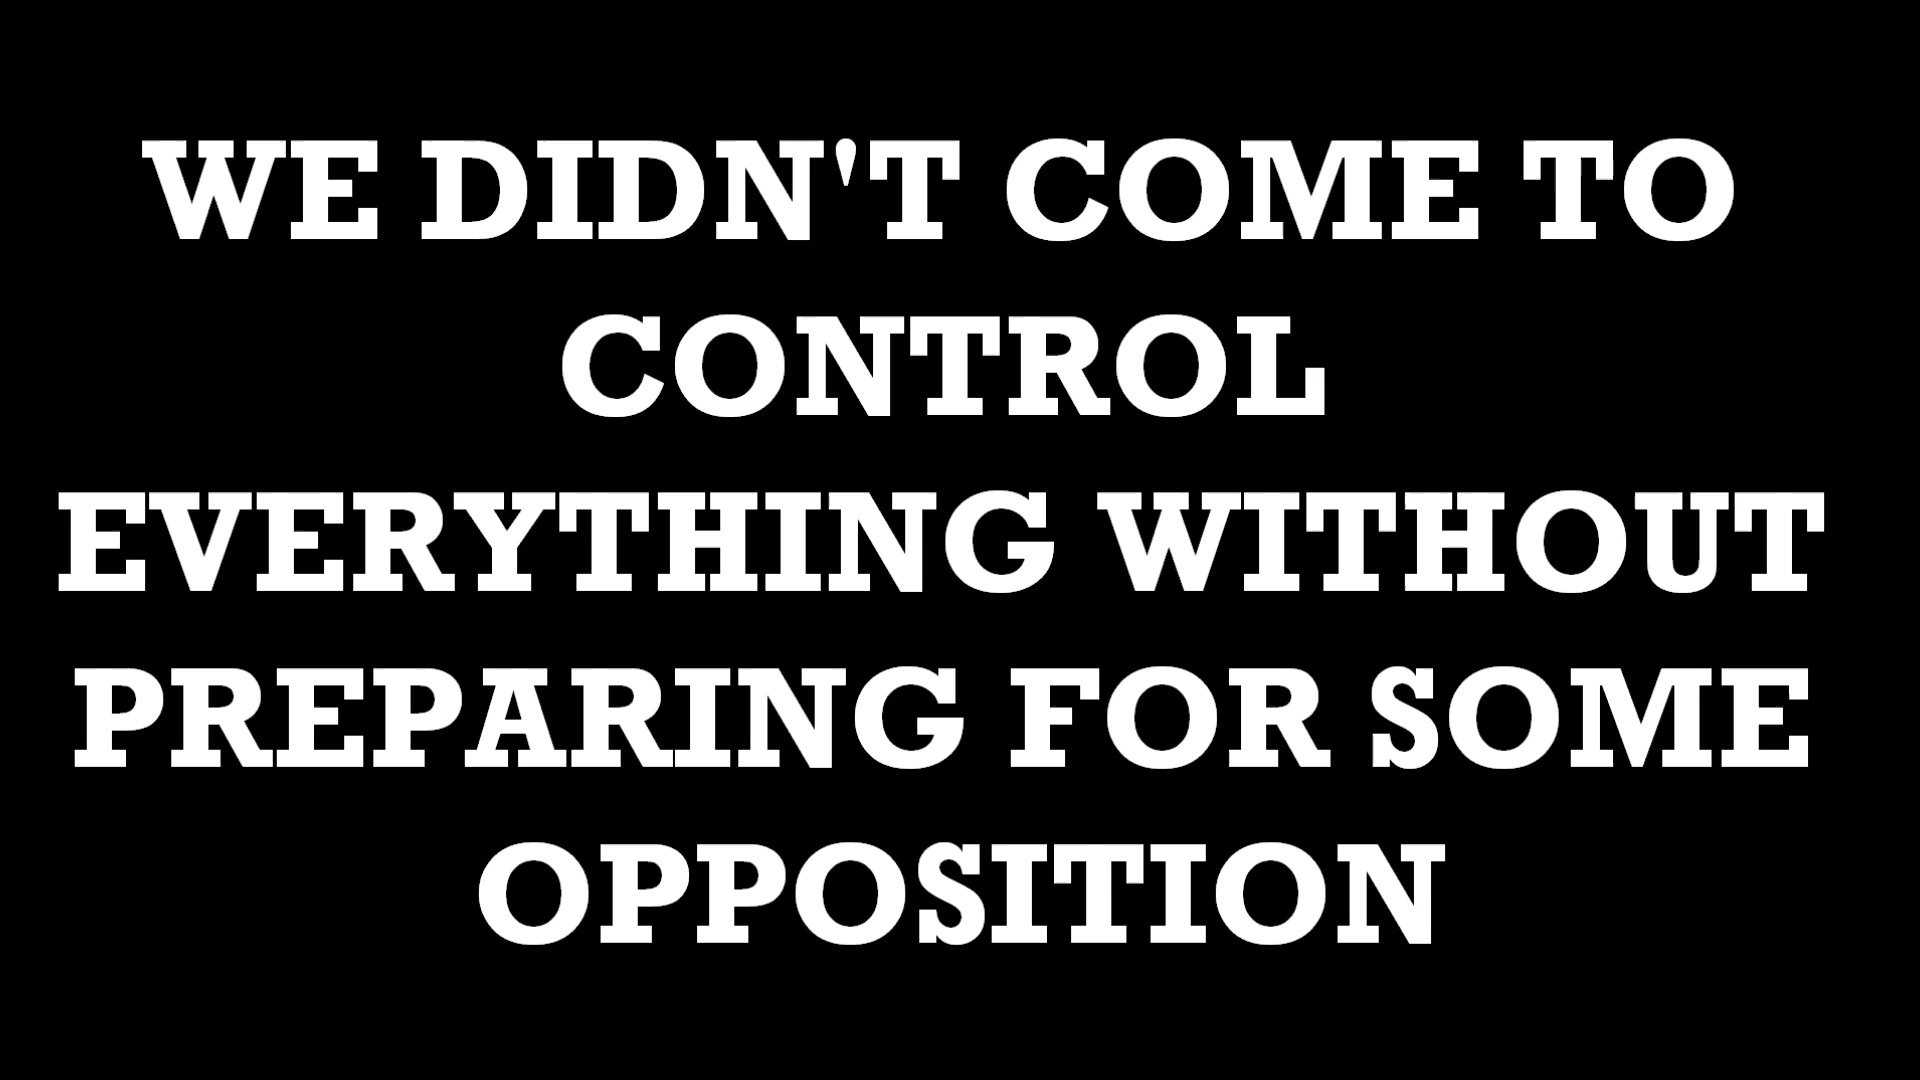 WE DIDN'T COME TO
CONTROL
EVERYTHING WITHOUT
PREPARING FOR SOME
OPPOSITION